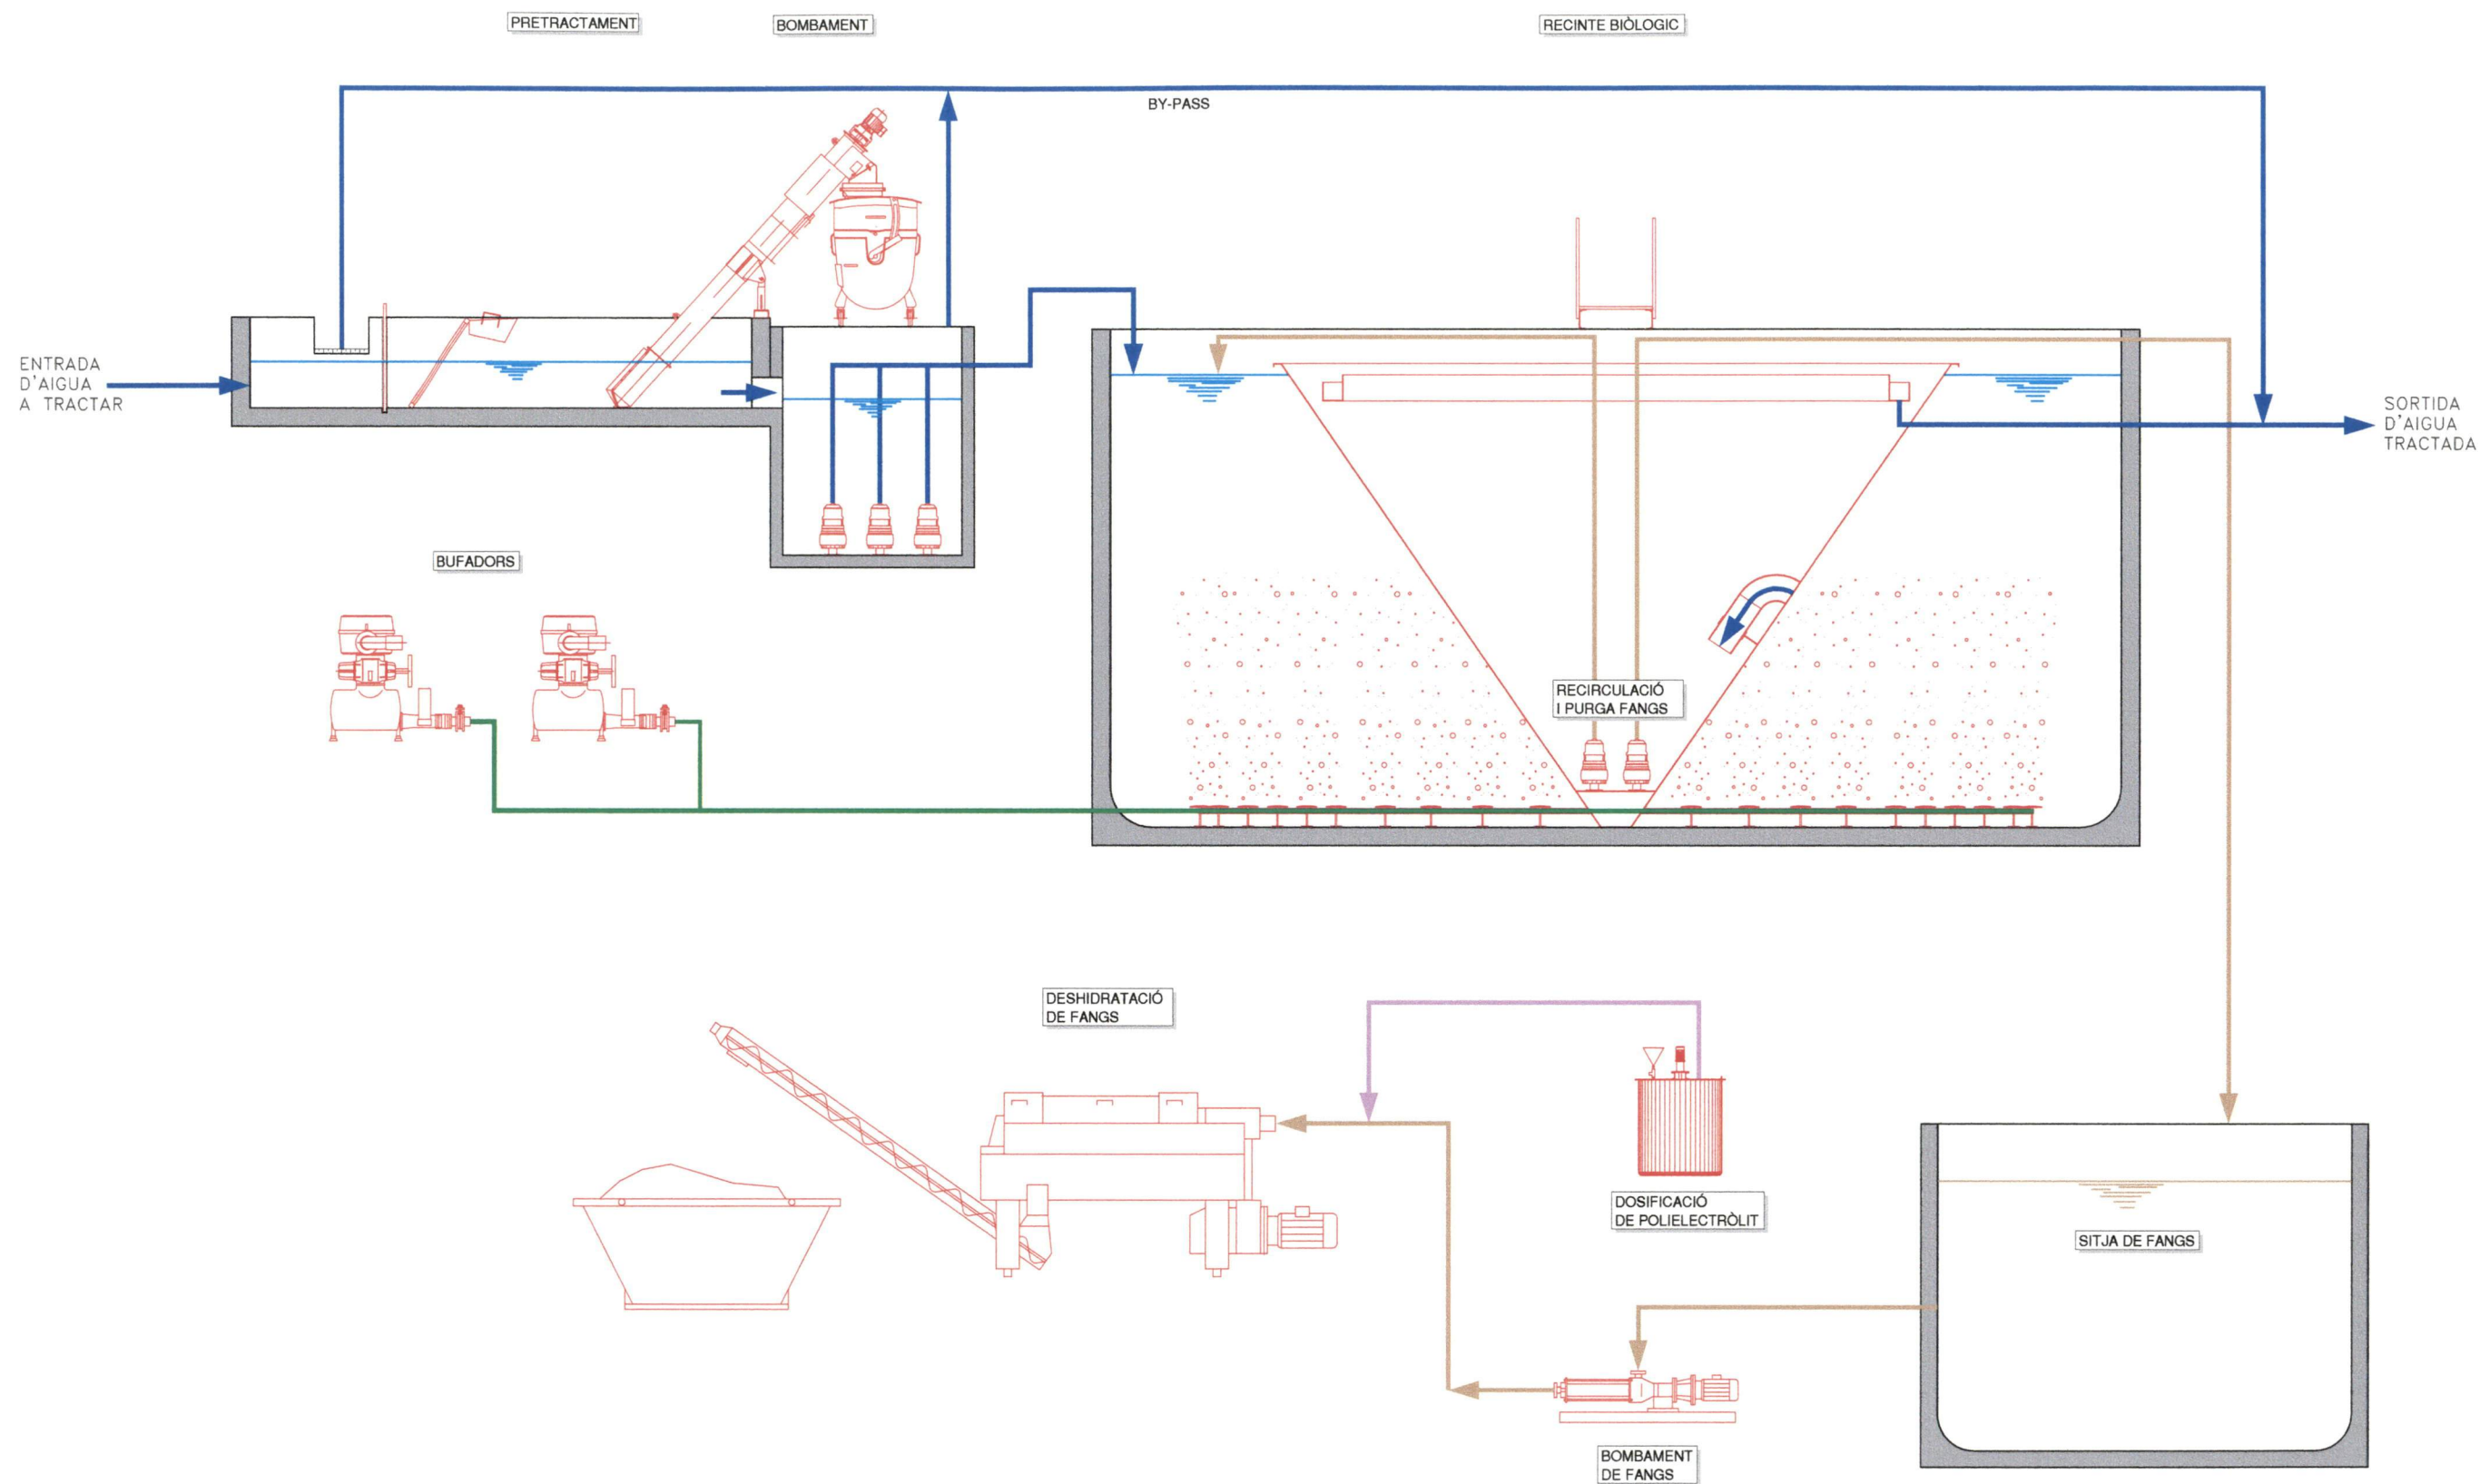 PRETRACTAMENT
BOMBAMENT
RECINTE BIÒLOGIC
BY-PASS
ENTRADA
D'AIGUA
A TRACTAR
SORTIDA
D'AIGUA
TRACTADA
BUFADORS
RECIRCULACIÓ
I PURGA FANGS
DESHIDRATACIÓ
DE FANGS
DOSIFICACIÓ
DE POLIELECTRÒLIT
SITJA DE FANGS
BOMBAMENT
DE FANGS